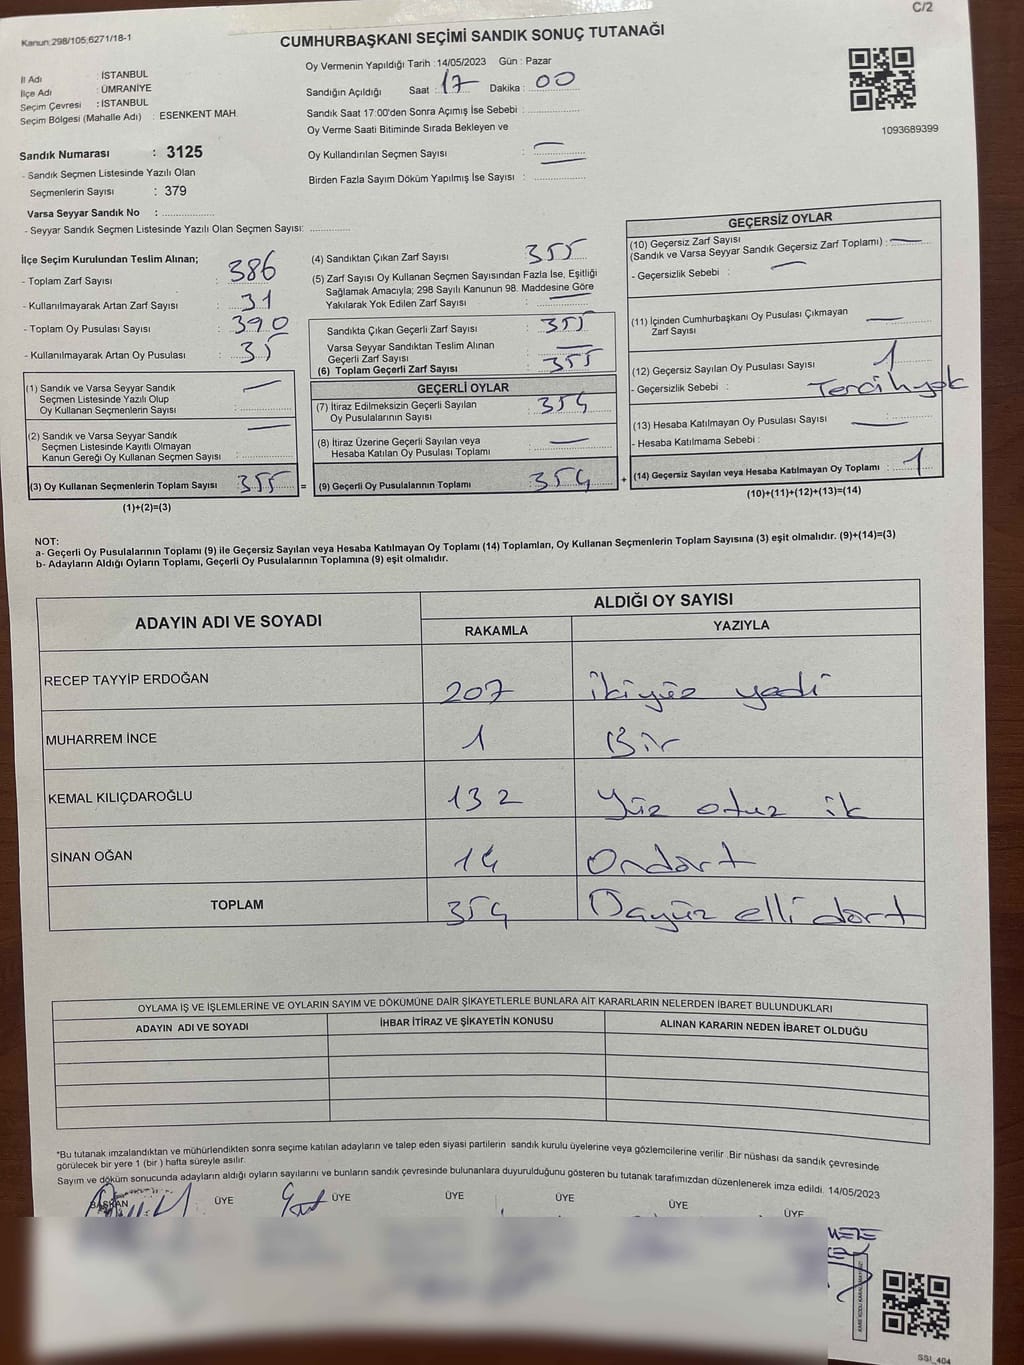 C/2
Kanun:298/105;6271/18-1
CUMHURBAŞKANI SEÇİMİ SANDIK SONUÇ TUTANAĞI
İl Adı : İSTANBUL
İlçe Adı : ÜMRANİYE
Seçim Çevresi : İSTANBUL
Seçim Bölgesi (Mahalle Adı) : ESENKENT MAH.
Oy Vermenin Yapıldığı Tarih :14/05/2023 Gün : Pazar
Sandığın Açıldığı Saat : 17 Dakika : 00
Sandık Saat 17:00'den Sonra Açımış İse Sebebi :
Oy Verme Saati Bitiminde Sırada Bekleyen ve
Oy Kullandırılan Seçmen Sayısı :
Birden Fazla Sayım Döküm Yapılmış İse Sayısı :
1093689399
Sandık Numarası : 3125
- Sandık Seçmen Listesinde Yazılı Olan
Seçmenlerin Sayısı : 379
Varsa Seyyar Sandık No :
- Seyyar Sandık Seçmen Listesinde Yazılı Olan Seçmen Sayısı:
İlçe Seçim Kurulundan Teslim Alınan;
- Toplam Zarf Sayısı : 386
- Kullanılmayarak Artan Zarf Sayısı : 31
- Toplam Oy Pusulası Sayısı : 390
- Kullanılmayarak Artan Oy Pusulası : 35
(1) Sandık ve Varsa Seyyar Sandık
Seçmen Listesinde Yazılı Olup
Oy Kullanan Seçmenlerin Sayısı :
(2) Sandık ve Varsa Seyyar Sandık
Seçmen Listesinde Kayıtlı Olmayan
Kanun Gereği Oy Kullanan Seçmen Sayısı :
(3) Oy Kullanan Seçmenlerin Toplam Sayısı : 355 =
(1)+(2)=(3)
(4) Sandıktan Çıkan Zarf Sayısı : 355
(5) Zarf Sayısı Oy Kullanan Seçmen Sayısından Fazla İse, Eşitliği
Sağlamak Amacıyla; 298 Sayılı Kanunun 98. Maddesine Göre
Yakılarak Yok Edilen Zarf Sayısı :
Sandıkta Çıkan Geçerli Zarf Sayısı : 355
Varsa Seyyar Sandıktan Teslim Alınan
Geçerli Zarf Sayısı :
(6) Toplam Geçerli Zarf Sayısı : 355
GEÇERLİ OYLAR
(7) İtiraz Edilmeksizin Geçerli Sayılan
Oy Pusulalarının Sayısı : 354
(8) İtiraz Üzerine Geçerli Sayılan veya
Hesaba Katılan Oy Pusulası Toplamı :
(9) Geçerli Oy Pusulalarının Toplamı : 354 +
GEÇERSİZ OYLAR
(10) Geçersiz Zarf Sayısı
(Sandık ve Varsa Seyyar Sandık Geçersiz Zarf Toplamı) :
- Geçersizlik Sebebi :
(11) İçinden Cumhurbaşkanı Oy Pusulası Çıkmayan
Zarf Sayısı :
(12) Geçersiz Sayılan Oy Pusulası Sayısı : 1
- Geçersizlik Sebebi : Tercih yok
(13) Hesaba Katılmayan Oy Pusulası Sayısı :
- Hesaba Katılmama Sebebi :
(14) Geçersiz Sayılan veya Hesaba Katılmayan Oy Toplamı : 1
(10)+(11)+(12)+(13)=(14)
NOT:
a- Geçerli Oy Pusulalarının Toplamı (9) ile Geçersiz Sayılan veya Hesaba Katılmayan Oy Toplamı (14) Toplamları, Oy Kullanan Seçmenlerin Toplam Sayısına (3) eşit olmalıdır. (9)+(14)=(3)
b- Adayların Aldığı Oyların Toplamı, Geçerli Oy Pusulalarının Toplamına (9) eşit olmalıdır.
ADAYIN ADI VE SOYADI ALDIĞI OY SAYISI
RAKAMLA YAZIYLA
RECEP TAYYİP ERDOĞAN 207 ikiyüz yedi
MUHARREM İNCE 1 Bir
KEMAL KILIÇDAROĞLU 132 Yüz otuz ik
SİNAN OĞAN 14 Ondört
TOPLAM 354 elli dört
OYLAMA İŞ VE İŞLEMLERİNE VE OYLARIN SAYIM VE DÖKÜMÜNE DAİR ŞİKAYETLERLE BUNLARA AİT KARARLARIN NELERDEN İBARET BULUNDUKLARI
ADAYIN ADI VE SOYADI İHBAR İTİRAZ VE ŞİKAYETİN KONUSU ALINAN KARARIN NEDEN İBARET OLDUĞU
*Bu tutanak imzalandıktan ve mühürlendikten sonra seçime katılan adayların ve talep eden siyasi partilerin sandık kurulu üyelerine veya gözlemcilerine verilir .Bir nüshası da sandık çevresinde
görülecek bir yere 1 (bir ) hafta süreyle asılır.
Sayım ve döküm sonucunda adayların aldığı oyların sayılarını ve bunların sandık çevresinde bulunanlara duyurulduğunu gösteren bu tutanak tarafımızdan düzenlenerek imza edildi. 14/05/2023
BAŞKAN ÜYE ÜYE ÜYE ÜYE ÜYE ÜYE
SSI_404